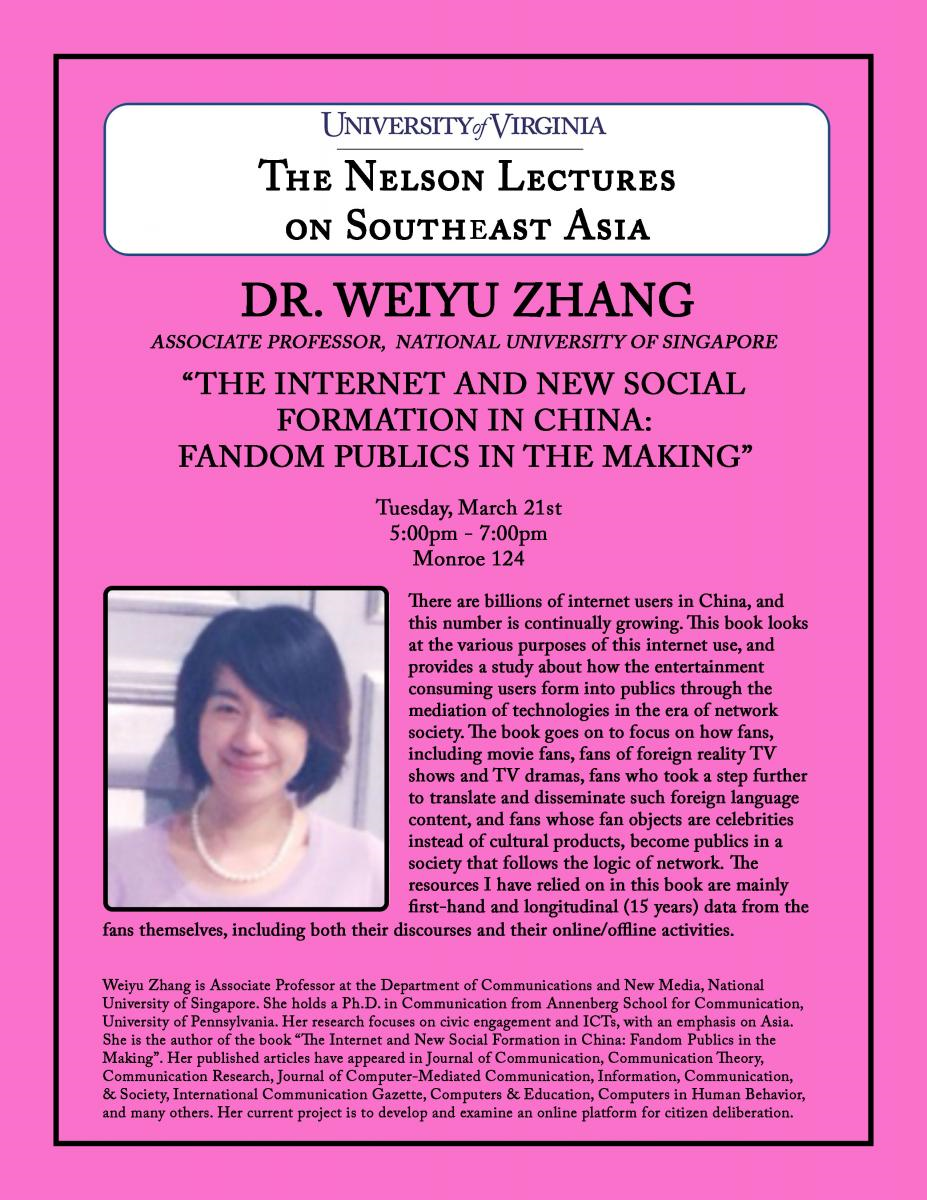 UNIVERSITY of VIRGINIA
THE NELSON LECTURES
ON SOUTHEAST ASIA
DR. WEIYU ZHANG
ASSOCIATE PROFESSOR, NATIONAL UNIVERSITY OF SINGAPORE
“THE INTERNET AND NEW SOCIAL
FORMATION IN CHINA:
FANDOM PUBLICS IN THE MAKING”
Tuesday, March 21st
5:00pm - 7:00pm
Monroe 124
There are billions of internet users in China, and
this number is continually growing. This book looks
at the various purposes of this internet use, and
provides a study about how the entertainment
consuming users form into publics through the
mediation of technologies in the era of network
society. The book goes on to focus on how fans,
including movie fans, fans of foreign reality TV
shows and TV dramas, fans who took a step further
to translate and disseminate such foreign language
content, and fans whose fan objects are celebrities
instead of cultural products, become publics in a
society that follows the logic of network. The
resources I have relied on in this book are mainly
first-hand and longitudinal (15 years) data from the
fans themselves, including both their discourses and their online/offline activities.
Weiyu Zhang is Associate Professor at the Department of Communications and New Media, National
University of Singapore. She holds a Ph.D. in Communication from Annenberg School for Communication,
University of Pennsylvania. Her research focuses on civic engagement and ICTs, with an emphasis on Asia.
She is the author of the book “The Internet and New Social Formation in China: Fandom Publics in the
Making”. Her published articles have appeared in Journal of Communication, Communication Theory,
Communication Research, Journal of Computer-Mediated Communication, Information, Communication,
& Society, International Communication Gazette, Computers & Education, Computers in Human Behavior,
and many others. Her current project is to develop and examine an online platform for citizen deliberation.